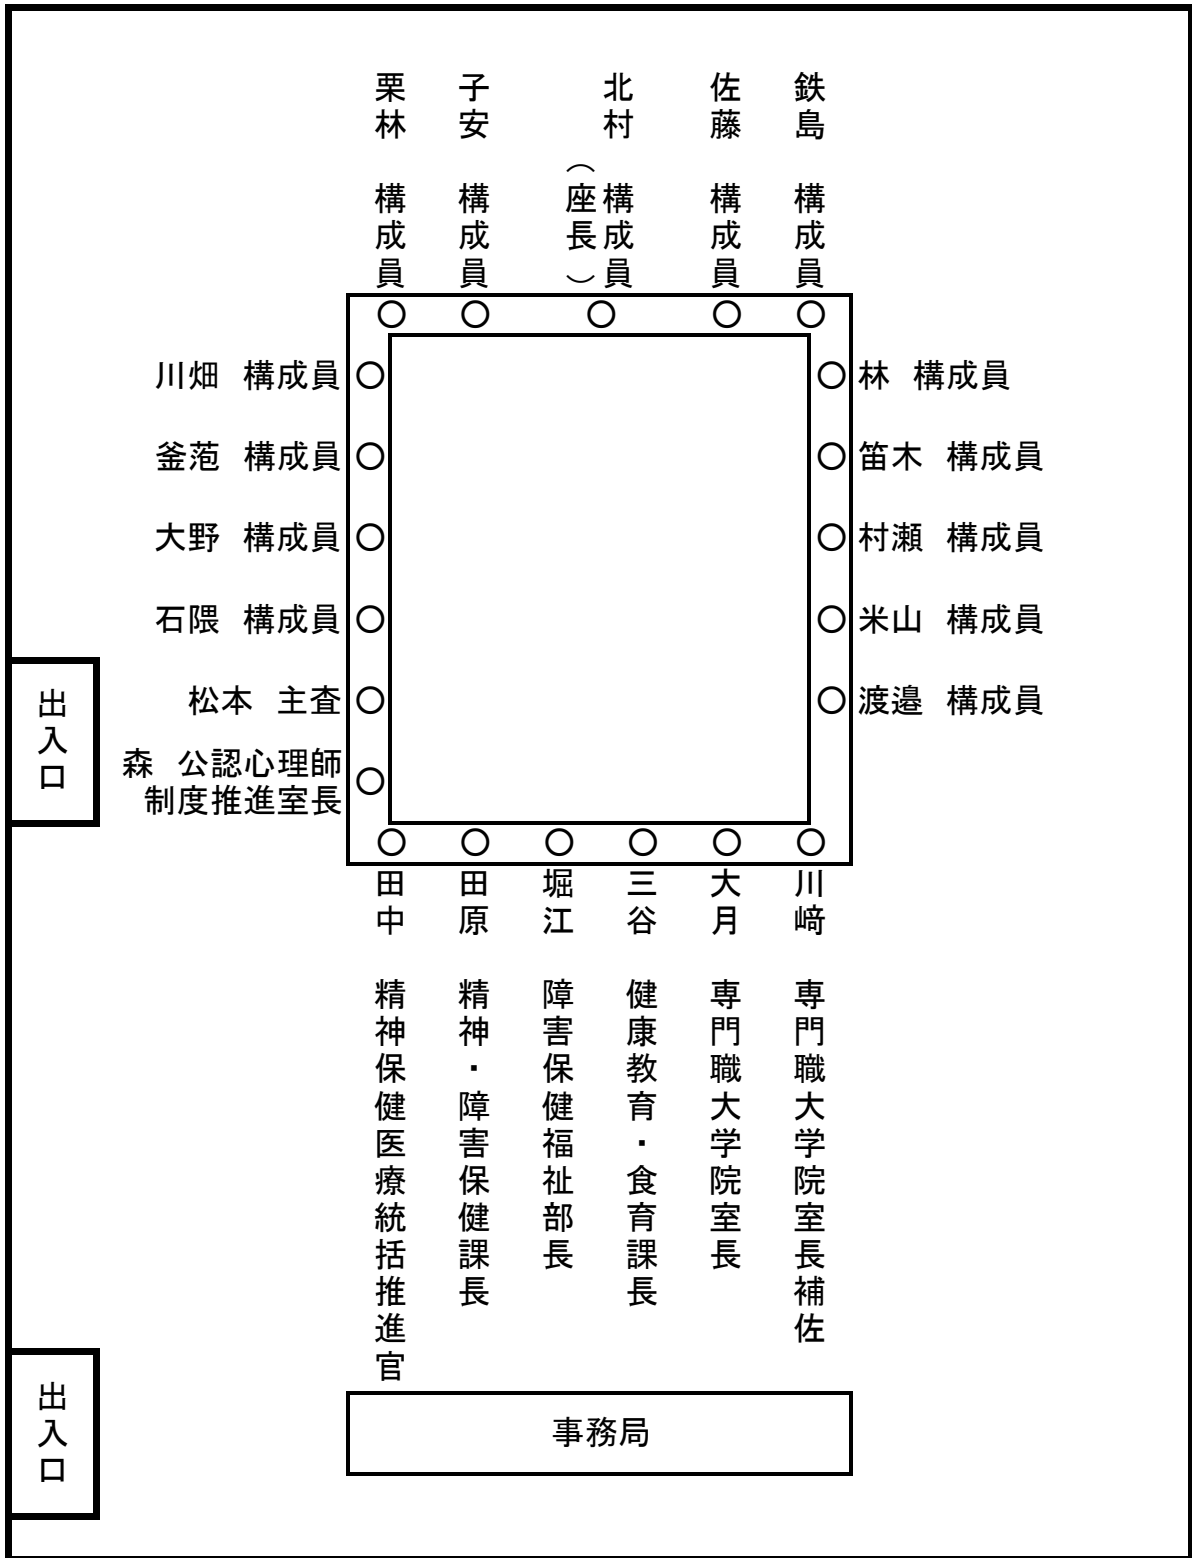 鉄島 構成員
佐藤 構成員
北村 構成員
（座長）
子安 構成員
栗林 構成員
川畑 構成員
釜萢 構成員
大野 構成員
石隈 構成員
松本 主査
森 公認心理師
制度推進室長
林 構成員
笛木 構成員
村瀬 構成員
米山 構成員
渡邉 構成員
川﨑 専門職大学院室長補佐
大月 専門職大学院室長
三谷 健康教育・食育課長
堀江 障害保健福祉部長
田原 精神・障害保健課長
田中 精神保健医療統括推進官
出入口
出入口
事務局